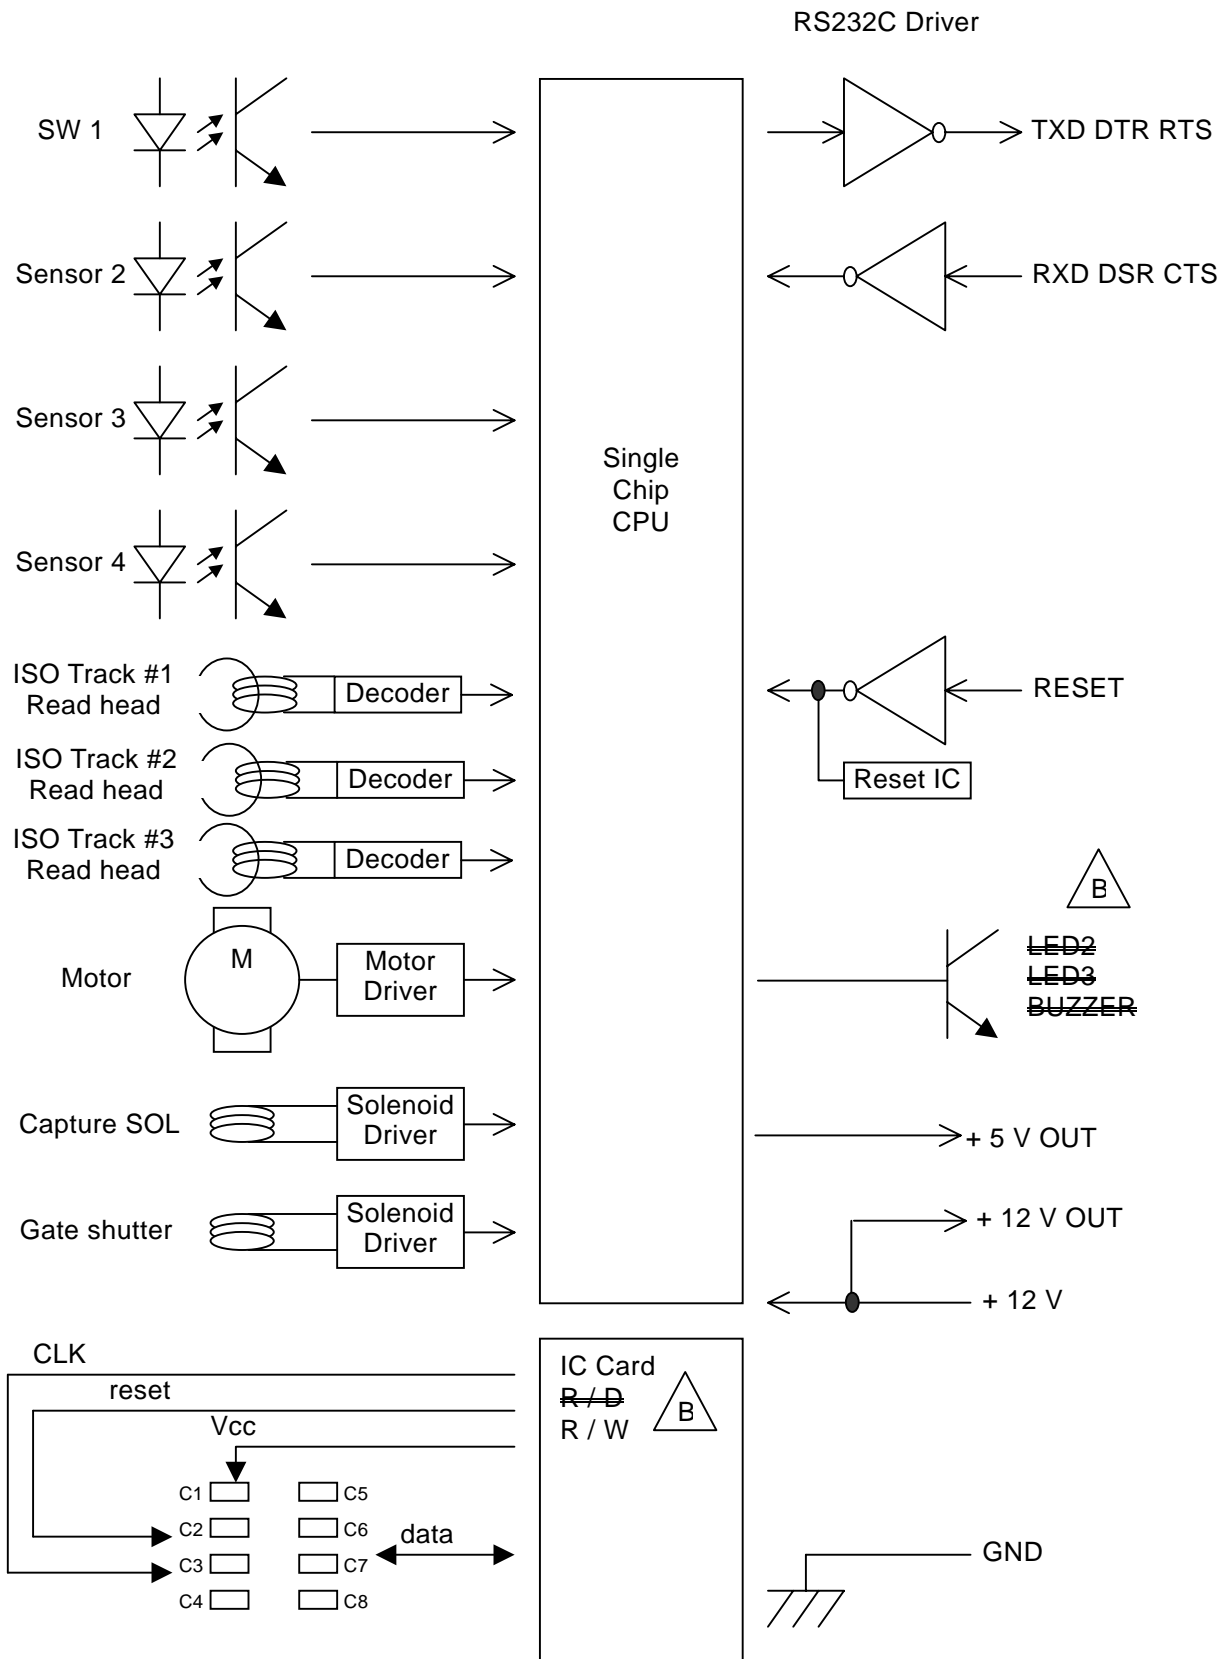 RS232C Driver
SW 1
TXD DTR RTS
Sensor 2
RXD DSR CTS
Sensor 3
Single
Chip
CPU
Sensor 4
ISO Track #1
Read head
Decoder
RESET
ISO Track #2
Read head
Decoder
Reset IC
ISO Track #3
Read head
Decoder
B
Motor
M
Motor
Driver
LED2
LED3
BUZZER
Capture SOL
Solenoid
Driver
+ 5 V OUT
Gate shutter
Solenoid
Driver
+ 12 V OUT
+ 12 V
CLK
reset
Vcc
IC Card
R / D
R / W
B
C1
C5
C2
C6
data
C3
C7
C4
C8
GND